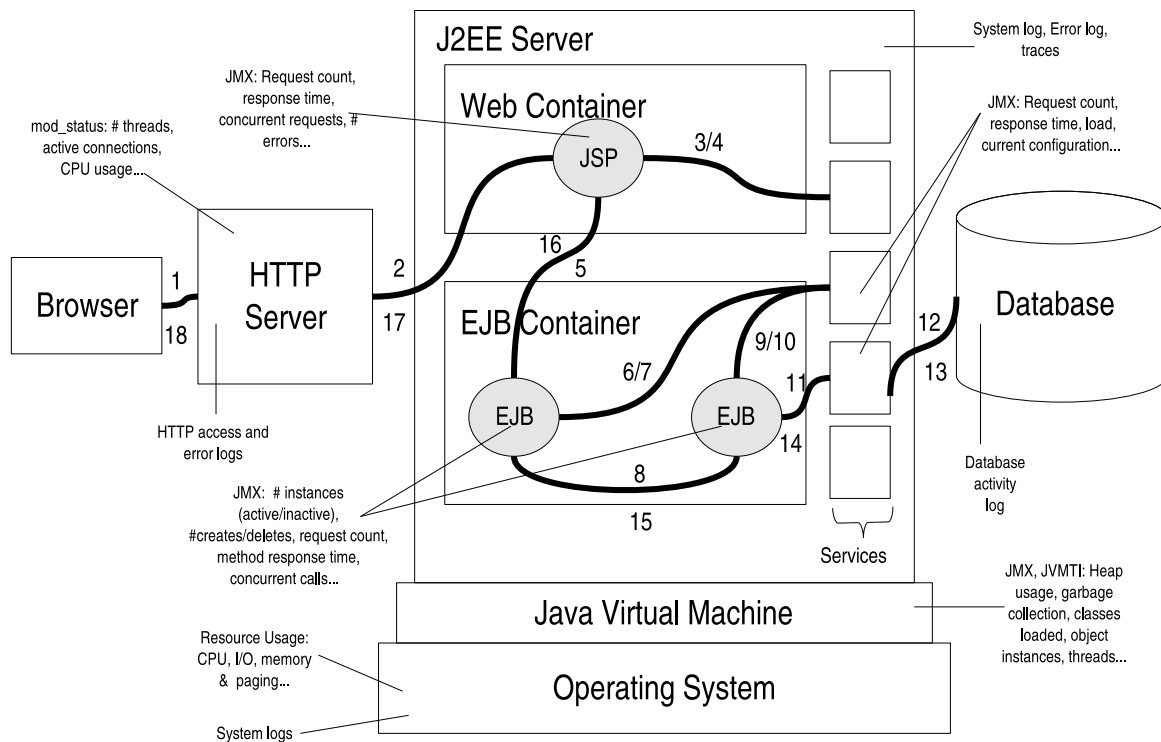 J2EE Server
System log, Error log,
traces
JMX: Request count,
response time,
concurrent requests, #
errors...
Web Container
JMX: Request count,
response time, load,
current configuration...
mod_status: # threads,
active connections,
CPU usage...
JSP
3/4
16
5
1
18
Browser
HTTP
Server
2
17
EJB Container
6/7
9/10
11
14
12
13
Database
EJB
EJB
8
15
HTTP access and
error logs
JMX: # instances
(active/inactive),
#creates/deletes, request count,
method response time,
concurrent calls...
Database
activity
log
Services
JMX, JVMTI: Heap
usage, garbage
collection, classes
loaded, object
instances, threads...
Java Virtual Machine
Resource Usage:
CPU, I/O, memory
& paging...
Operating System
System logs